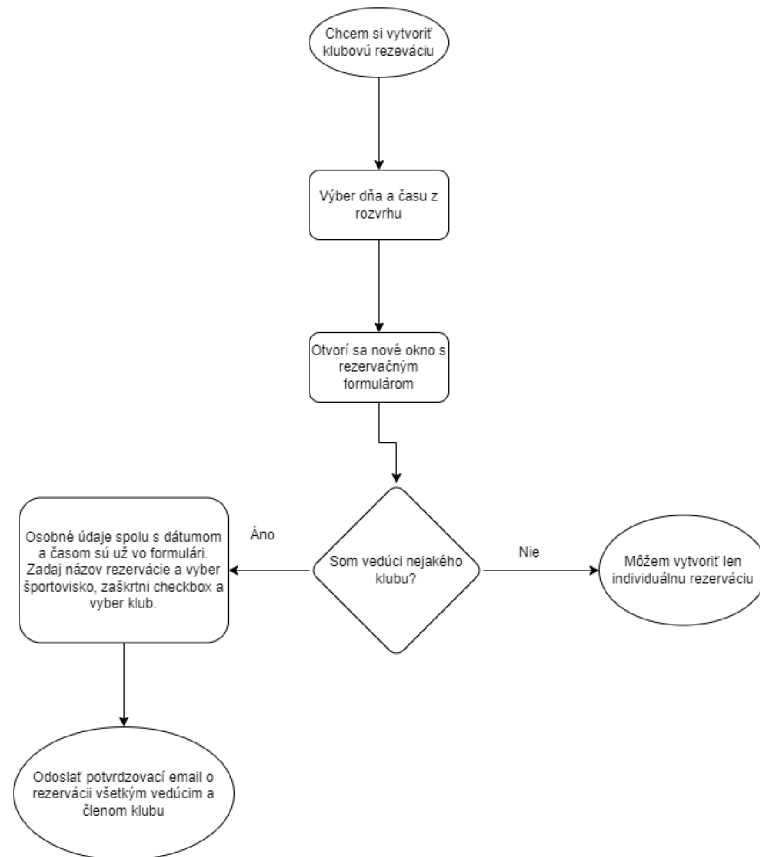 Chcem si vytvoriť
klubovú rezeváciu
Výber dňa a času z
rozvrhu
Otvorí sa nové okno s
rezervačným
formulárom
Osobné údaje spolu s dátumom
a časom sú už vo formulári.
Zadaj názov rezervácie a vyber
športovisko, zaškrtni checkbox a
vyber klub.
Áno
Som vedúci nejakého
klubu?
Nie
Môžem vytvoriť len
individuálnu rezerváciu
Odoslať potvrdzovací email o
rezervácii všetkým vedúcim a
členom klubu